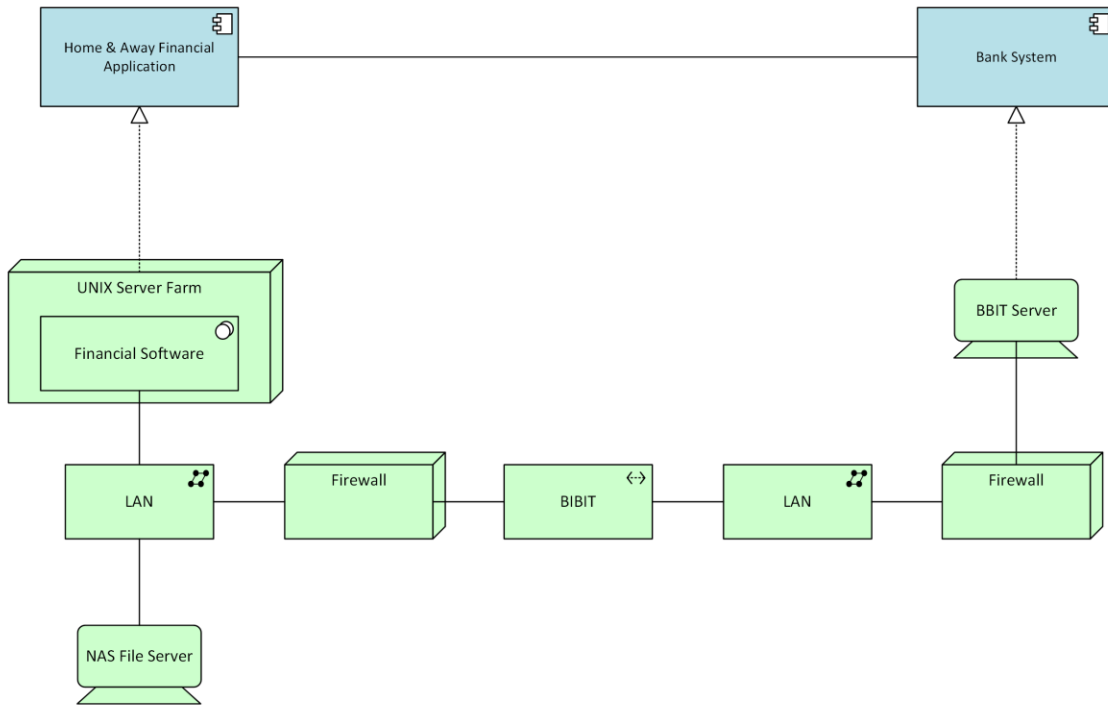 Home & Away Financial
Application
Bank System
UNIX Server Farm
Financial Software
BBIT Server
LAN
Firewall
BIBIT
LAN
Firewall
NAS File Server